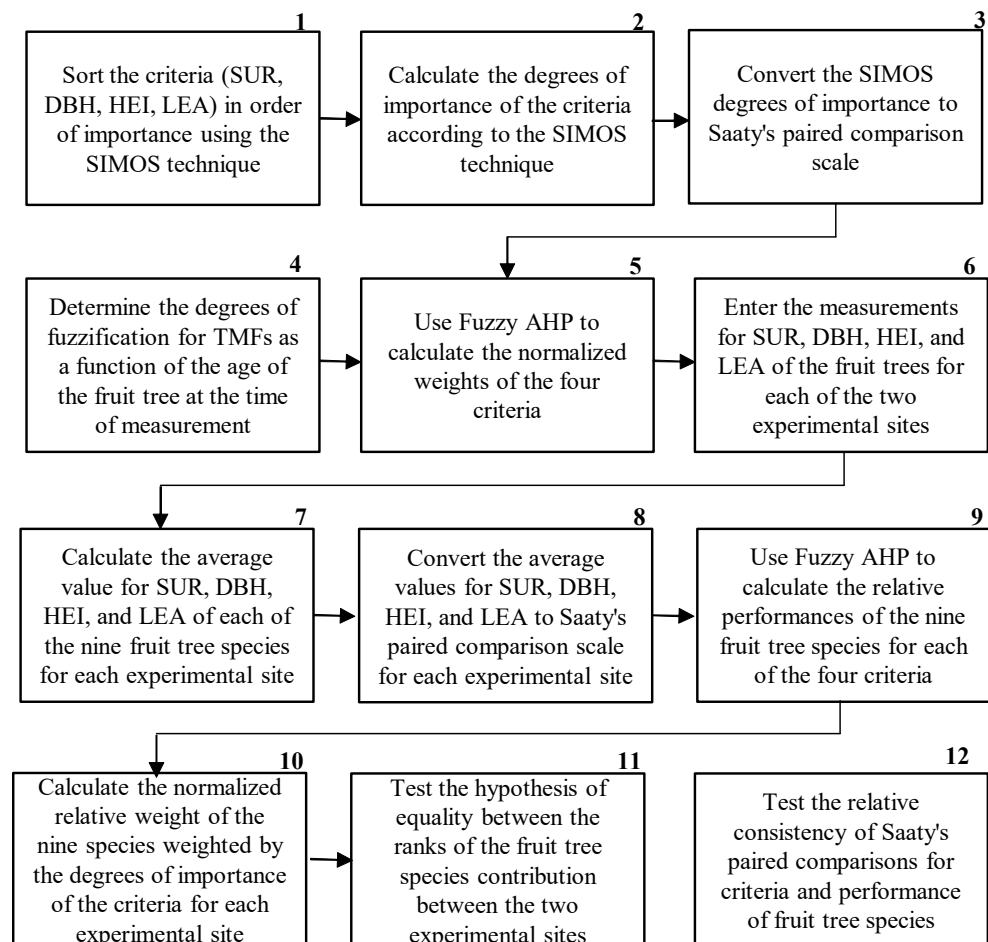 1
Sort the criteria (SUR,
DBH, HEI, LEA) in order
of importance using the
SIMOS technique
2
Calculate the degrees of
importance of the criteria
according to the SIMOS
technique
3
Convert the SIMOS
degrees of importance to
Saaty's paired comparison
scale
4
Determine the degrees of
fuzzification for TMFs as
a function of the age of
the fruit tree at the time
of measurement
5
Use Fuzzy AHP to
calculate the normalized
weights of the four
criteria
6
Enter the measurements
for SUR, DBH, HEI, and
LEA of the fruit trees for
each of the two
experimental sites
7
Calculate the average
value for SUR, DBH,
HEI, and LEA of each of
the nine fruit tree species
for each experimental site
8
Convert the average
values for SUR, DBH,
HEI, and LEA to Saaty's
paired comparison scale
for each experimental site
9
Use Fuzzy AHP to
calculate the relative
performances of the nine
fruit tree species for each
of the four criteria
10
Calculate the normalized
relative weight of the
nine species weighted by
the degrees of importance
of the criteria for each
experimental site
11
Test the hypothesis of
equality between the
ranks of the fruit tree
species contribution
between the two
experimental sites
12
Test the relative
consistency of Saaty's
paired comparisons for
criteria and performance
of fruit tree species